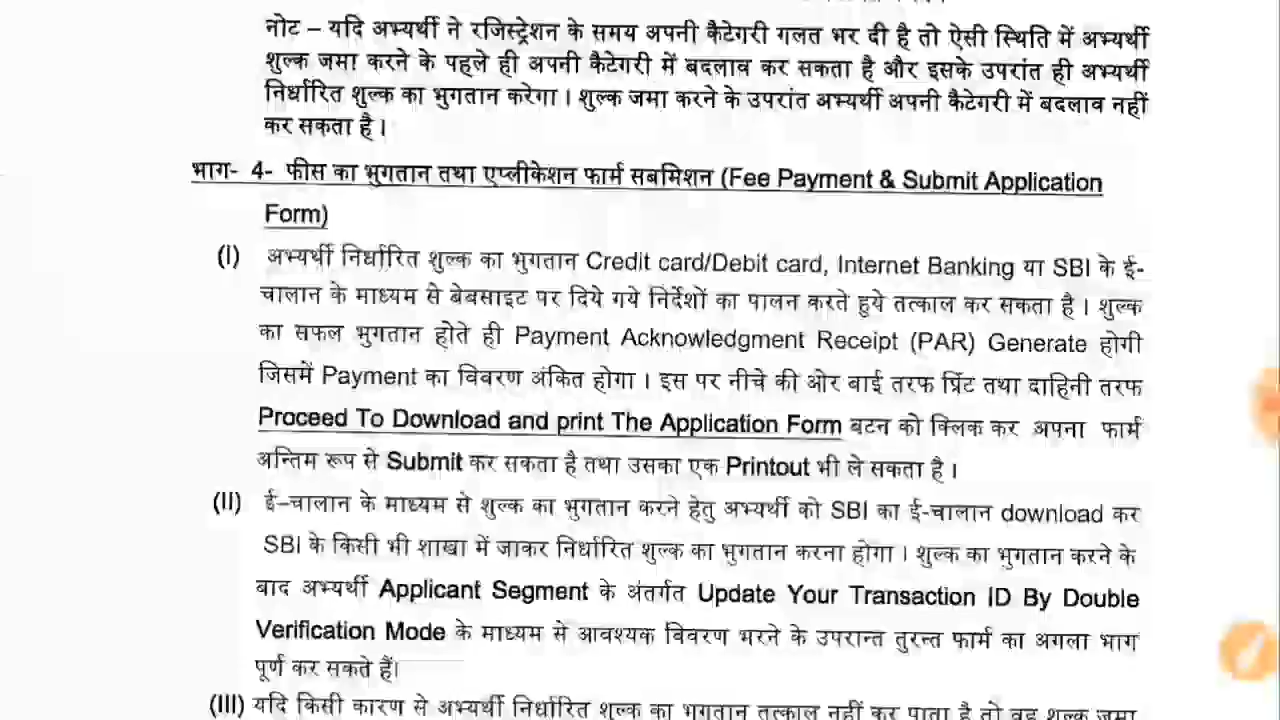 नोट – यदि अभ्यर्थी ने रजिस्ट्रेशन के समय अपनी कैटेगरी गलत भर दी है तो ऐसी स्थिति में अभ्यर्थी
शुल्क जमा करने के पहले ही अपनी कैटेगरी में बदलाव कर सकता है और इसके उपरांत ही अभ्यर्थी
निर्धारित शुल्क का भुगतान करेगा । शुल्क जमा करने के उपरांत अभ्यर्थी अपनी कैटेगरी में बदलाव नहीं
कर सकता है ।
भाग- 4- फीस का भुगतान तथा एप्लीकेशन फार्म सबमिशन (Fee Payment & Submit Application
Form)
(I) अभ्यर्थी निर्धारित शुल्क का भुगतान Credit card/Debit card, Internet Banking या SBI के ई-
चालान के माध्यम से बेबसाइट पर दिये गये निर्देशों का पालन करते हुये तत्काल कर सकता है । शुल्क
का सफल भुगतान होते ही Payment Acknowledgment Receipt (PAR) Generate होगी
जिसमें Payment का विवरण अंकित होगा । इस पर नीचे की ओर बाई तरफ प्रिंट तथा दाहिनी तरफ
Proceed To Download and print The Application Form बटन को क्लिक कर अपना फार्म
अन्तिम रूप से Submit कर सकता है तथा उसका एक Printout भी ले सकता है ।
(II) ई–चालान के माध्यम से शुल्क का भुगतान करने हेतु अभ्यर्थी को SBI का ई-चालान download कर
SBI के किसी भी शाखा में जाकर निर्धारित शुल्क का भुगतान करना होगा । शुल्क का भुगतान करने के
बाद अभ्यर्थी Applicant Segment के अंतर्गत Update Your Transaction ID By Double
Verification Mode के माध्यम से आवश्यक विवरण भरने के उपरान्त तुरन्त फार्म का अगला भाग
पूर्ण कर सकते हैं।
(III) यदि किसी कारण से अभ्यर्थी निर्धारित शुल्क का भुगतान तत्काल नहीं कर पाता है तो वह शुल्क जमा